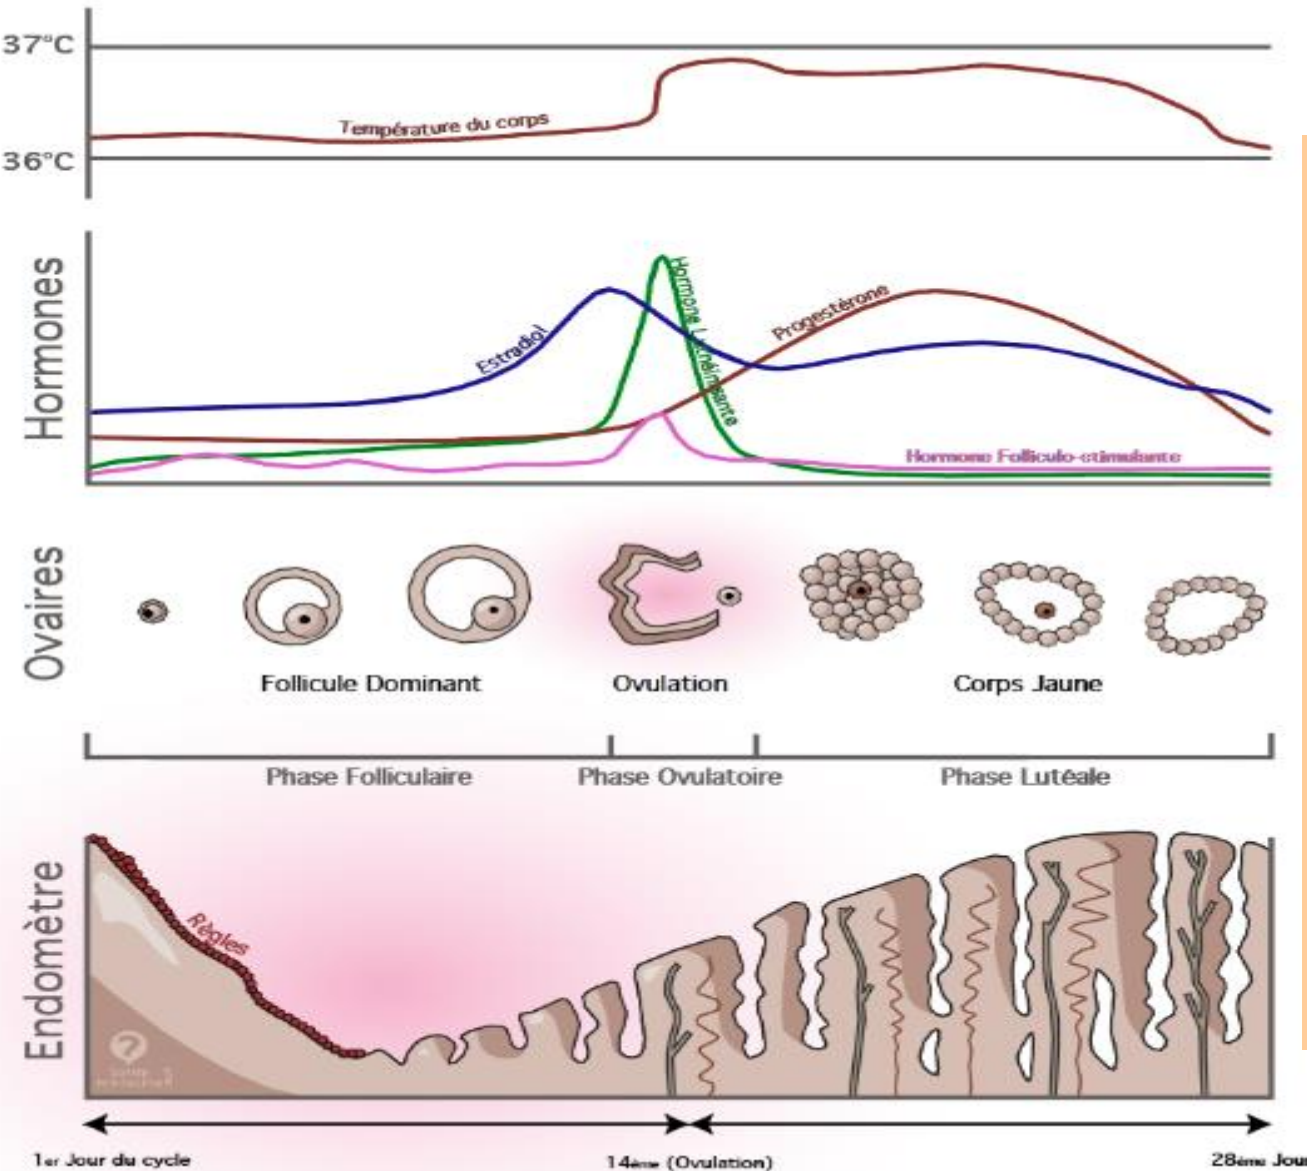 37°C
Température du corps
36°C
Hormones
Estradiol
Hormone Lutéinisante
Progestérone
Hormone Folliculo-stimulante
Ovaires
Follicule Dominant
Ovulation
Corps Jaune
Phase Folliculaire
Phase Ovulatoire
Phase Lutéale
Endomètre
Règles
?
1er Jour du cycle
14ème (Ovulation)
28ème Jour